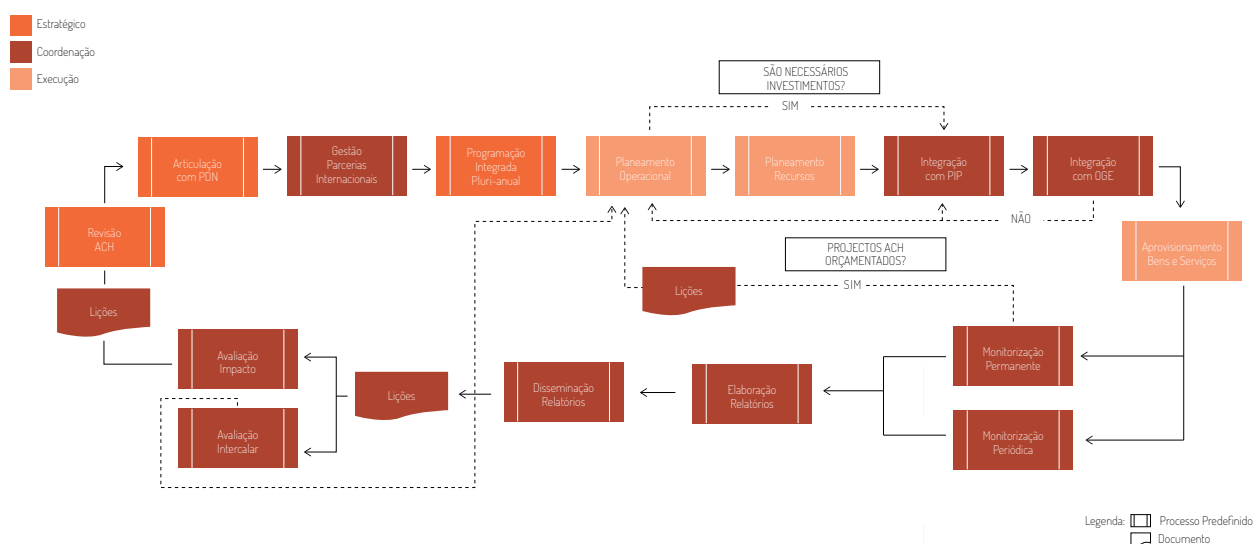 Estratégico
Coordenação
Execução
SÃO NECESSÁRIOS
INVESTIMENTOS?
SIM
Articulação
com PDN
Gestão
Parcerias
Internacionais
Programação
Integrada
Pluri-anual
Planeamento
Operacional
Planeamento
Recursos
Integração
com PIP
Integração
com OGE
NÃO
Revisão
ACH
Aprovisionamento
Bens e Serviços
PROJECTOS ACH
ORÇAMENTADOS?
SIM
Lições
Lições
Avaliação
Impacto
Avaliação
Intercalar
Lições
Disseminação
Relatórios
Elaboração
Relatórios
Monitorização
Permanente
Monitorização
Periódica
Legenda:
Processo Predefinido
Documento